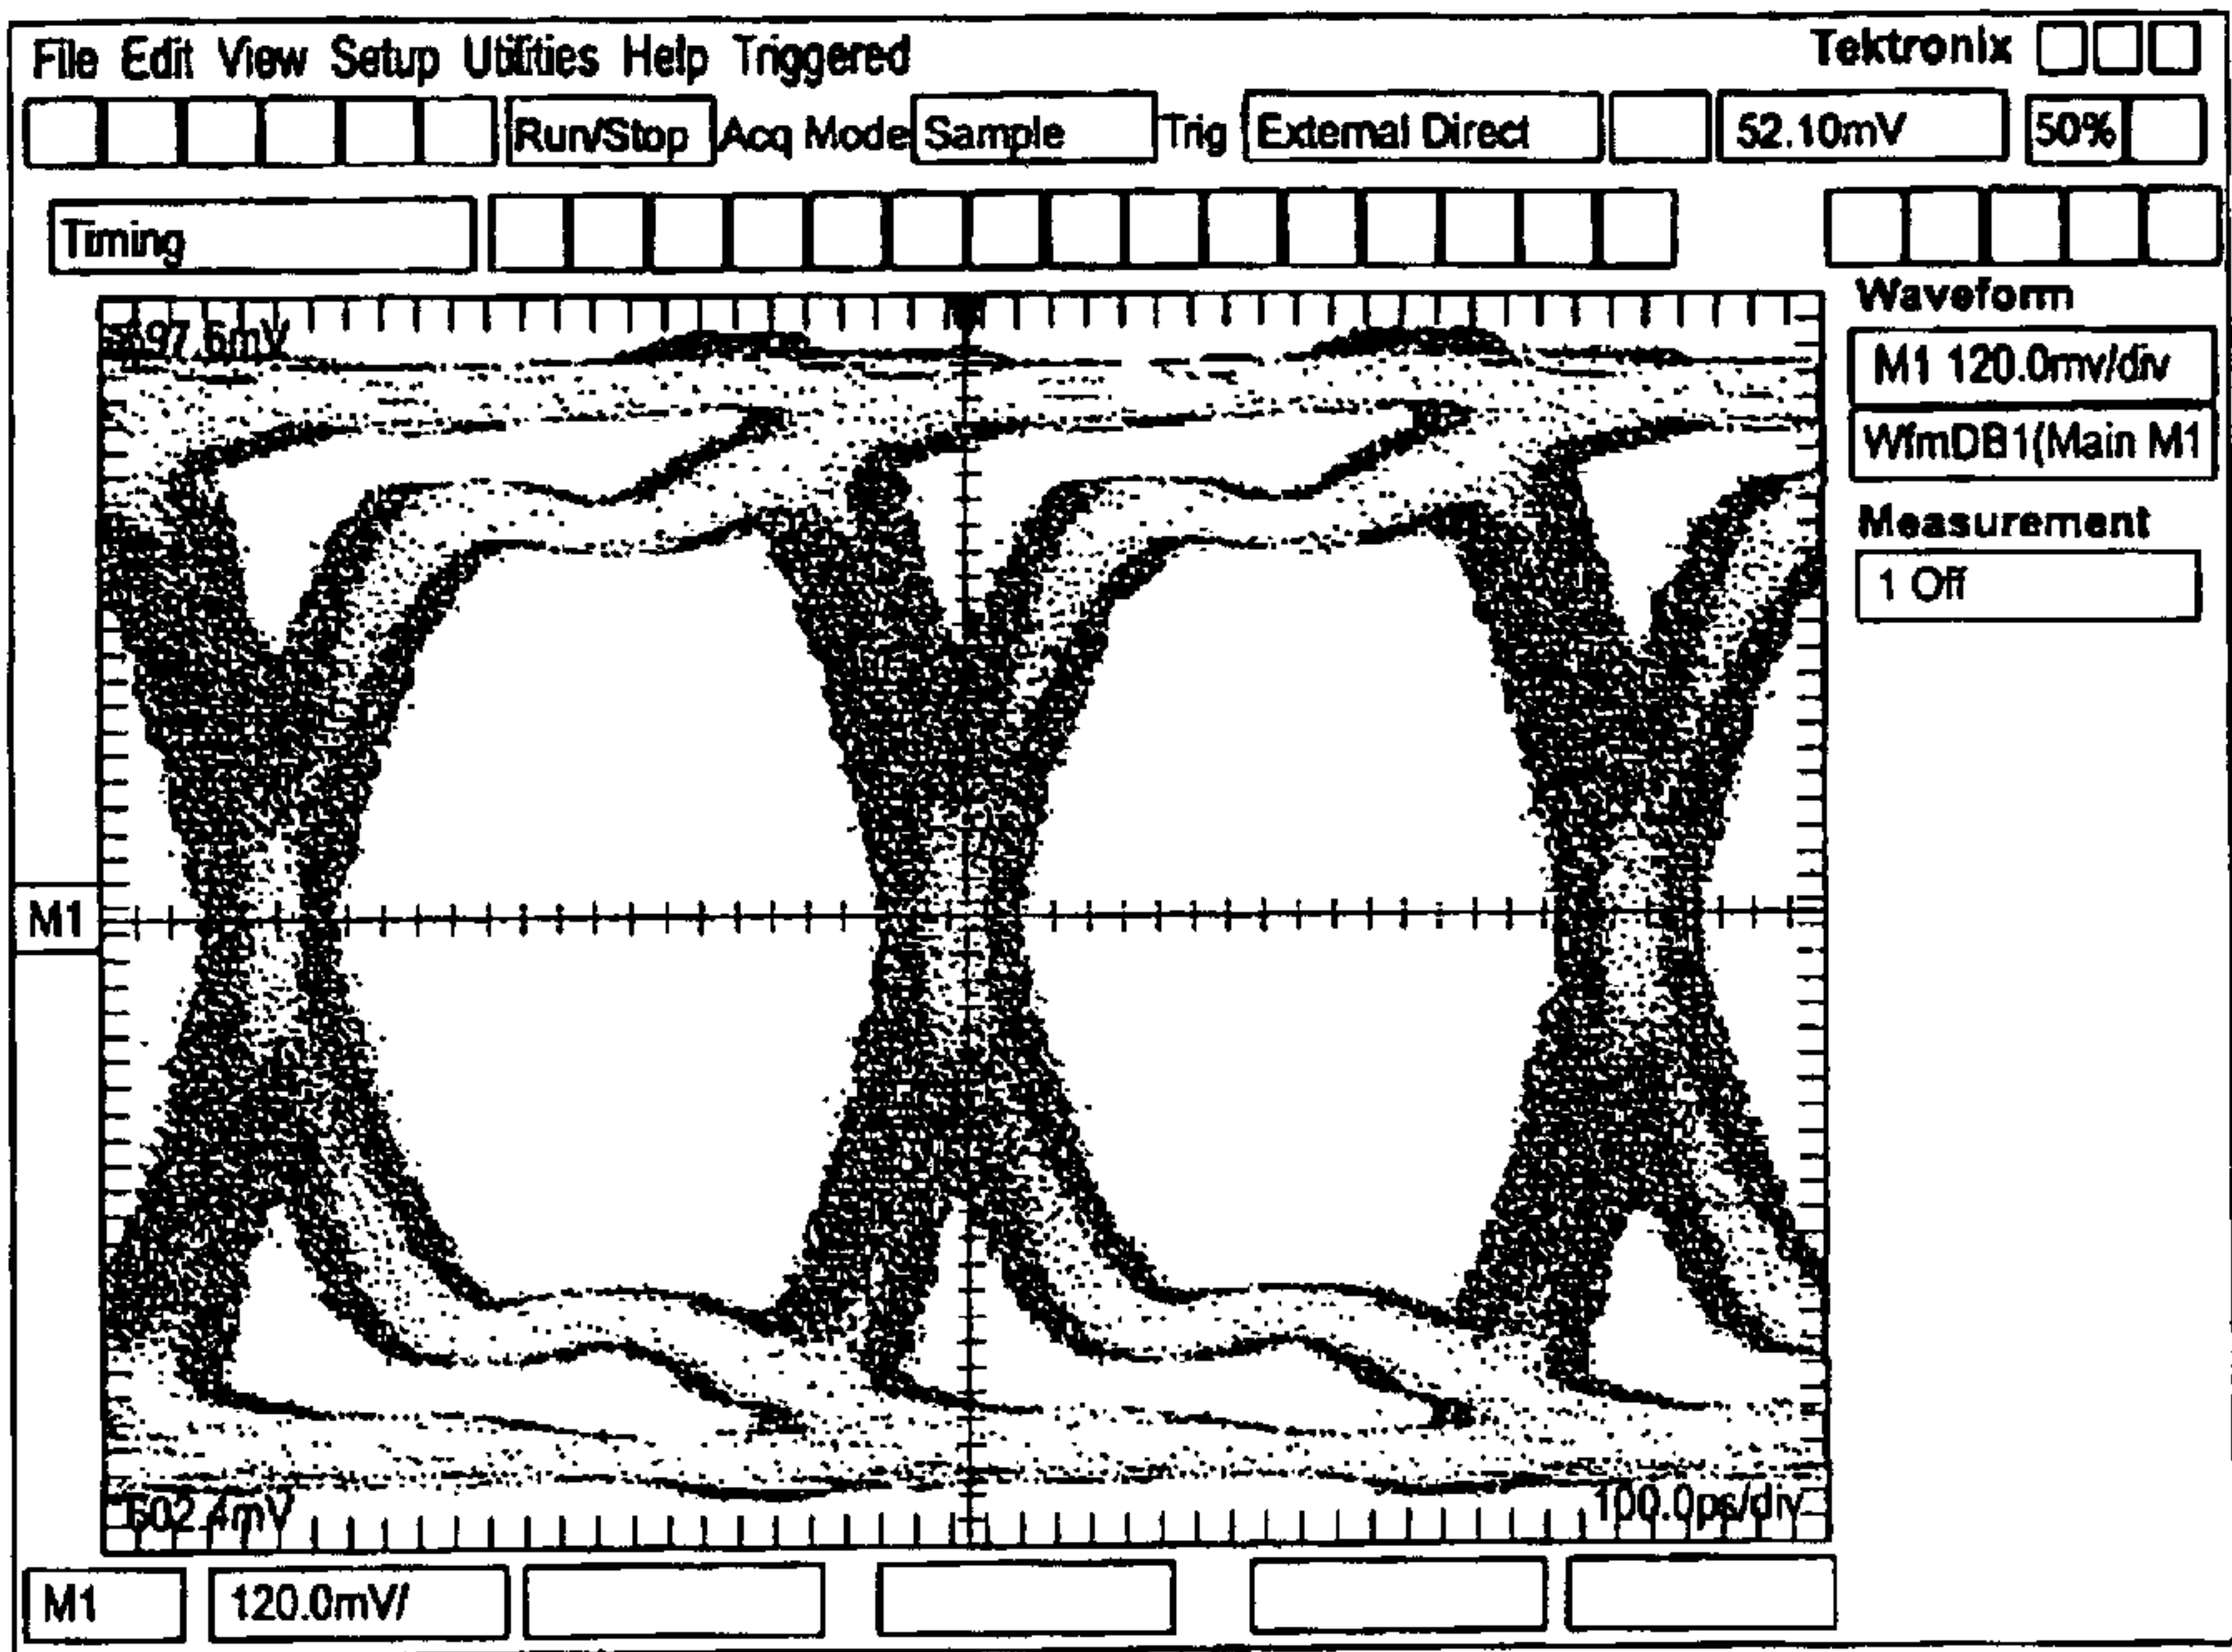 File Edit View Setup Utilities Help Triggered Tektronix
Run/Stop Acq Mode Sample Trig External Direct 52.10mV 50%
Timing
Waveform
M1 120.0mv/div
WfmDB1(Main M1
Measurement
1 Off
M1
100.0ps/div
M1 120.0mV/